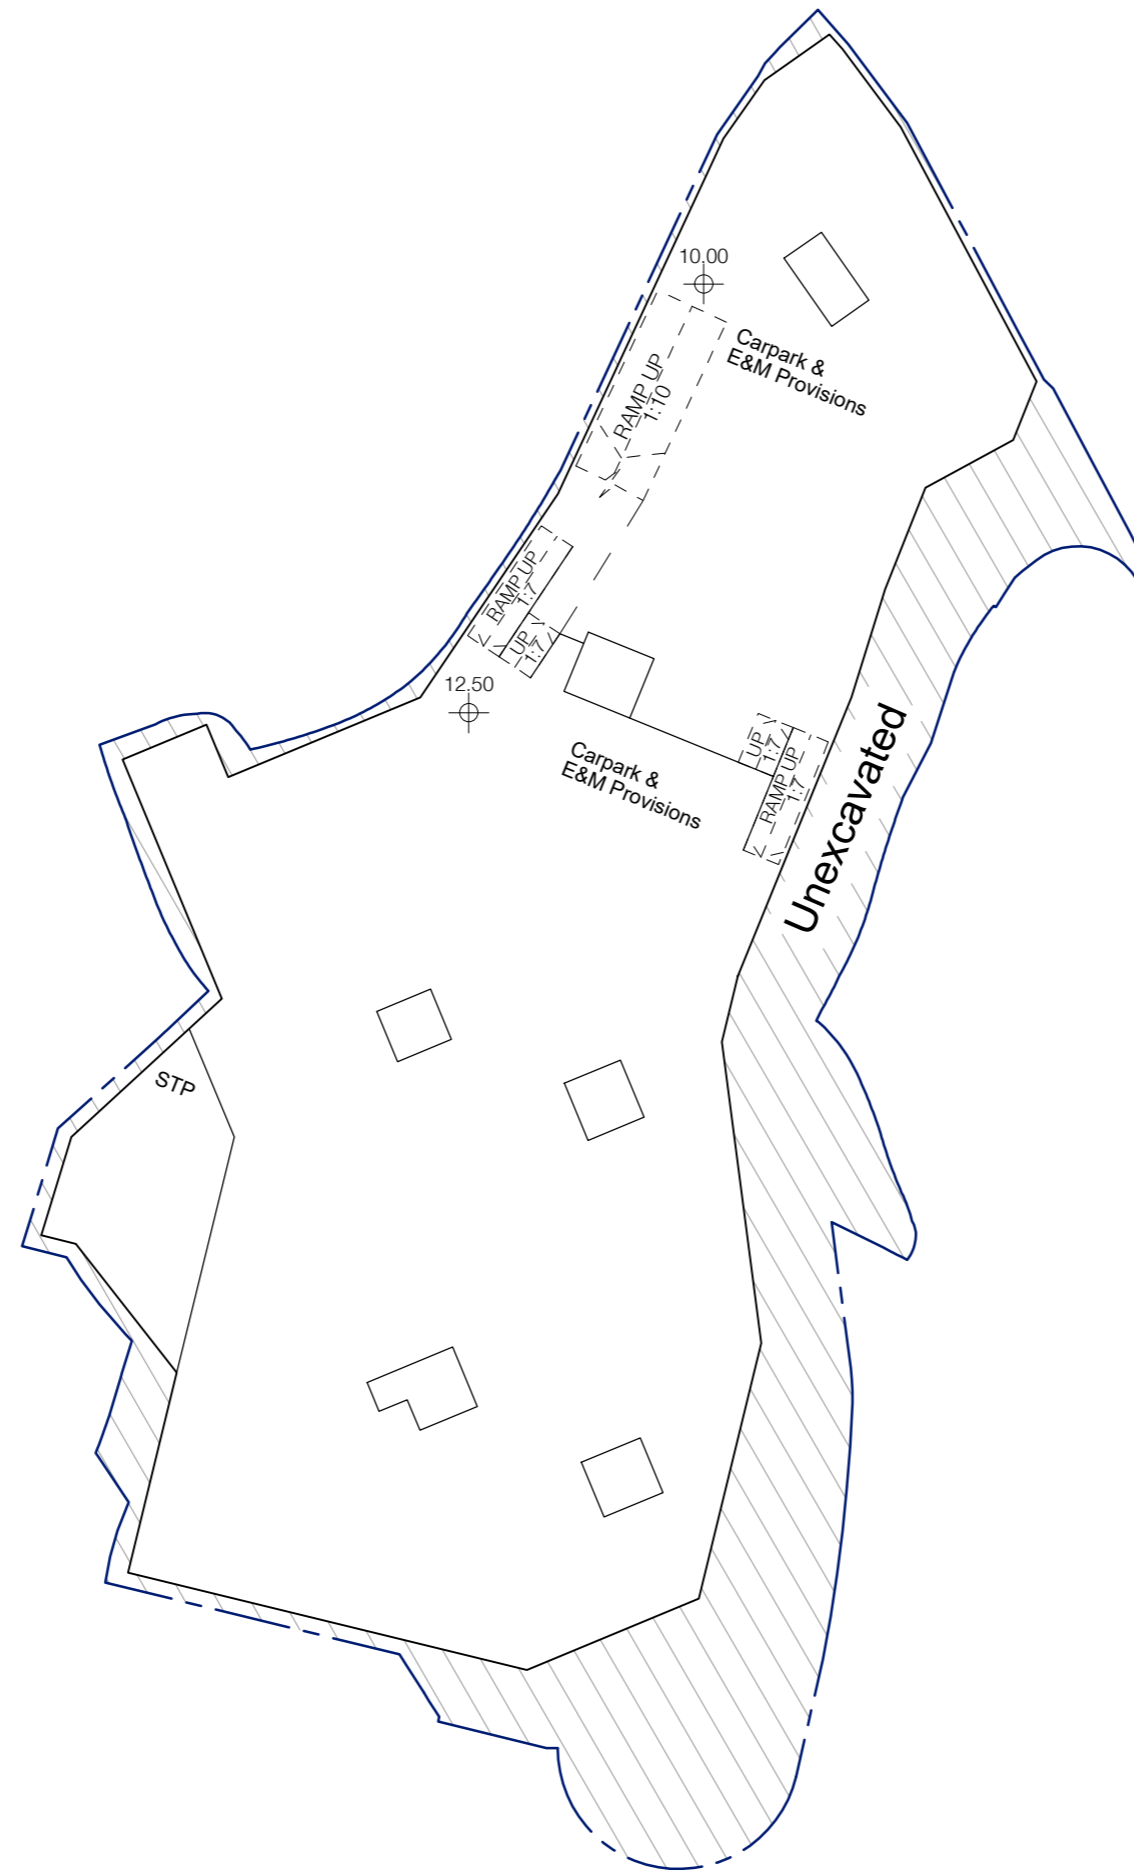 10.00
Carpark &
E&M Provisions
RAMP UP
1:10
RAMP UP
1:7
UP
1:7
12.50
Carpark &
E&M Provisions
UP
1:7
RAMP UP
1:7
Unexcavated
STP